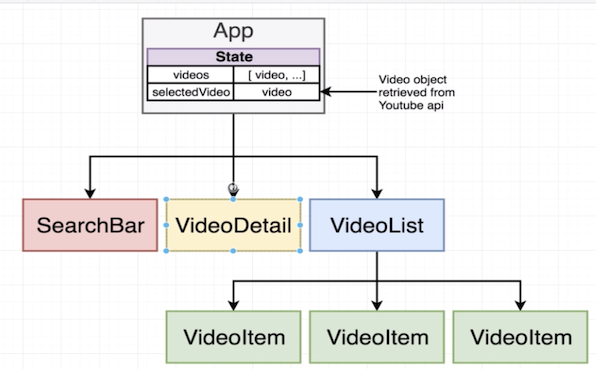 App
State
videos [ video, ...]
selectedVideo video
Video object
retrieved from
Youtube api
SearchBar VideoDetail VideoList
VideoItem VideoItem VideoItem